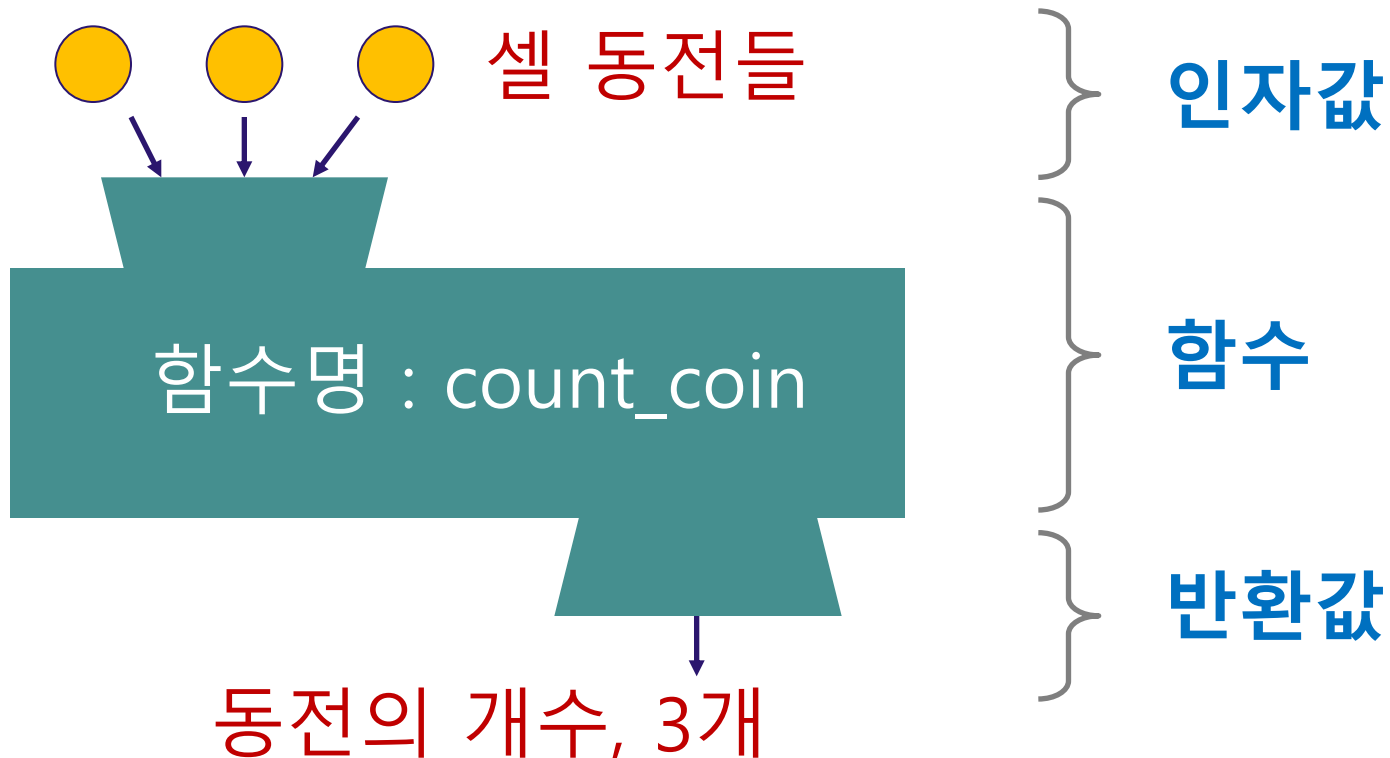 셀 동전들
인자값
함수명 : count_coin
함수
반환값
동전의 개수, 3개